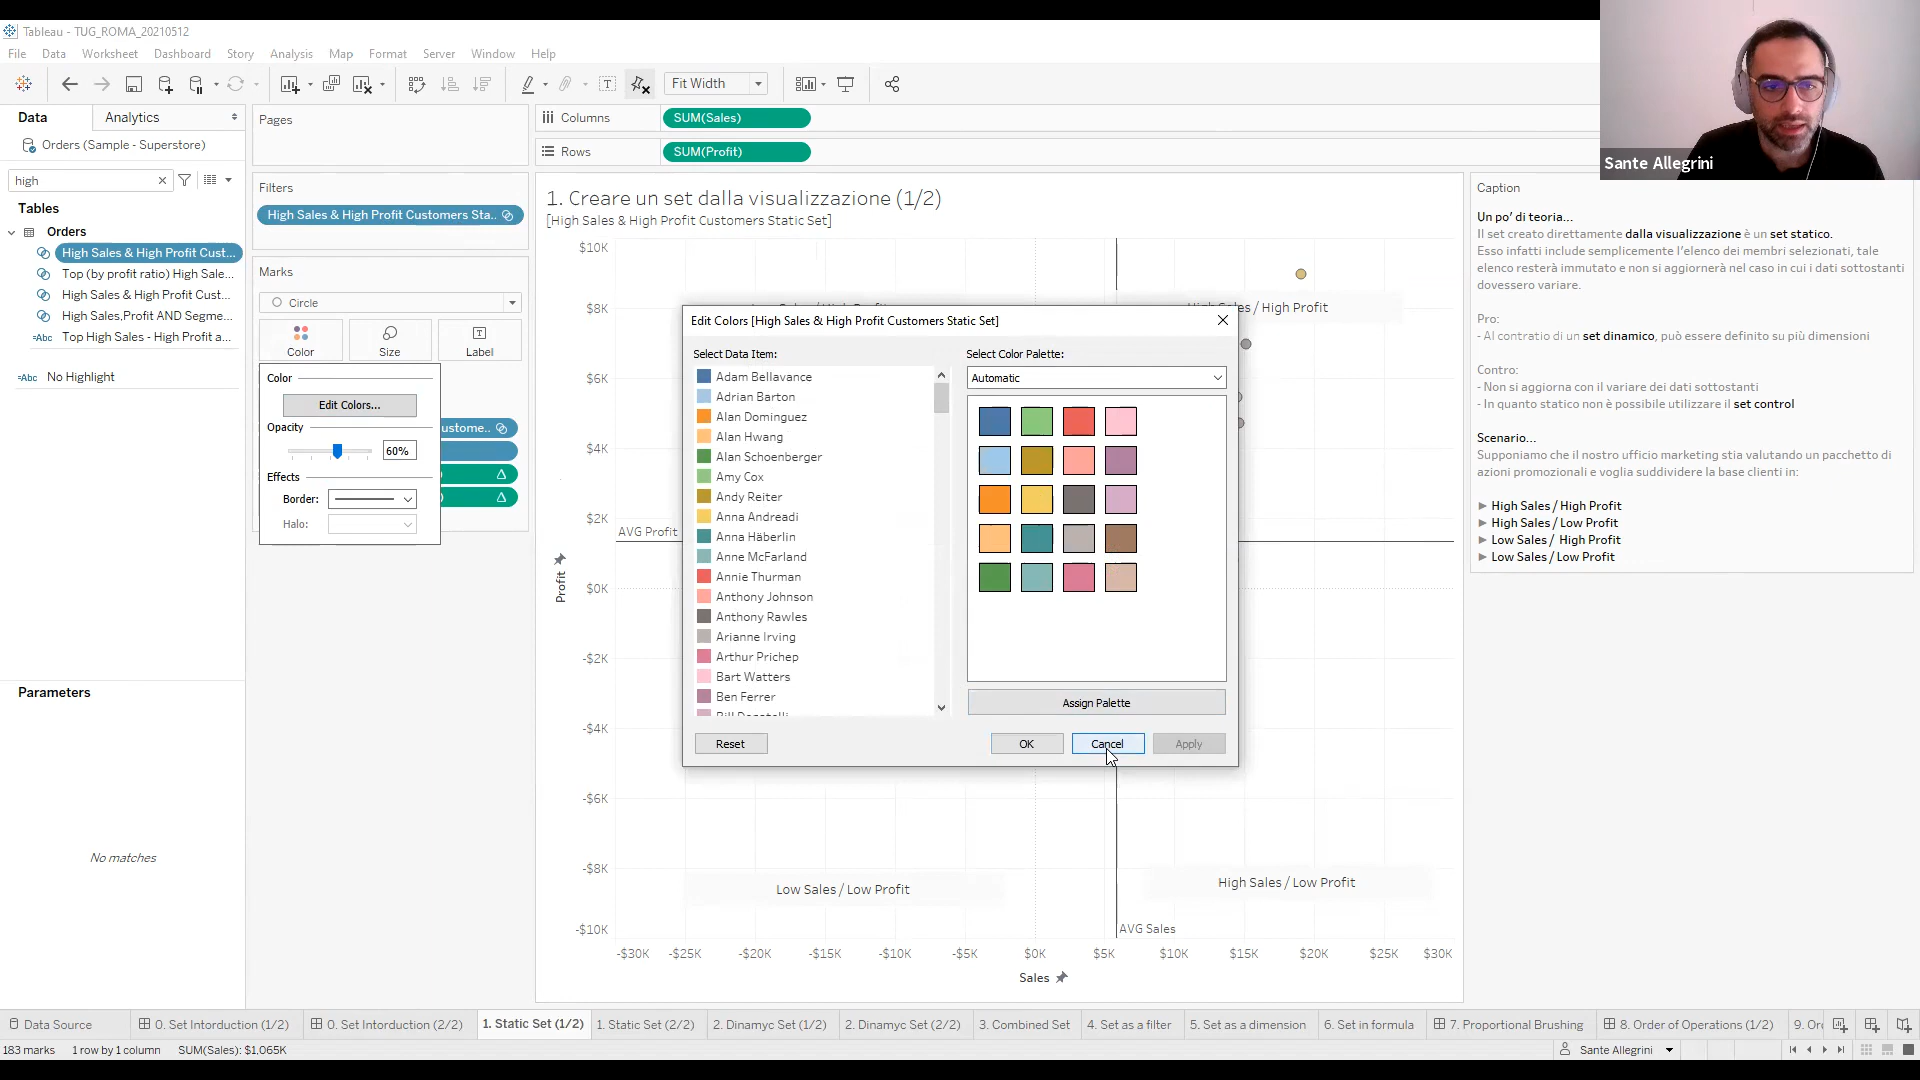 Tableau - TUG_ROMA_20210512
File Data Worksheet Dashboard Story Analysis Map Format Server Window Help
Fit Width
Sante Allegrini
Data Analytics
Orders (Sample - Superstore)
high
Tables
Orders
High Sales & High Profit Cust...
Top (by profit ratio) High Sale...
High Sales & High Profit Cust...
High Sales,Profit AND Segme...
Abc Top High Sales - High Profit a...
Abc No Highlight
Parameters
No matches
Pages
Filters
High Sales & High Profit Customers Sta..
Marks
Circle
Color Size Label
Color
Edit Colors...
Opacity
60%
Effects
Border:
Halo:
ustome..
Columns SUM(Sales)
Rows SUM(Profit)
1. Creare un set dalla visualizzazione (1/2)
[High Sales & High Profit Customers Static Set]
$10K
$8K
$6K
$4K
$2K
$0K
-$2K
-$4K
-$6K
-$8K
-$10K
AVG Profit
Profit
High Sales / High Profit
Low Sales / Low Profit
High Sales / Low Profit
AVG Sales
-$30K -$25K -$20K -$15K -$10K -$5K $0K $5K $10K $15K $20K $25K $30K
Sales
Edit Colors [High Sales & High Profit Customers Static Set]
Select Data Item:
Adam Bellavance
Adrian Barton
Alan Dominguez
Alan Hwang
Alan Schoenberger
Amy Cox
Andy Reiter
Anna Andreadi
Anna Häberlin
Anne McFarland
Annie Thurman
Anthony Johnson
Anthony Rawles
Arianne Irving
Arthur Prichep
Bart Watters
Ben Ferrer
Select Color Palette:
Automatic
Assign Palette
Reset OK Cancel Apply
Caption
Un po' di teoria...
Il set creato direttamente dalla visualizzazione è un set statico.
Esso infatti include semplicemente l'elenco dei membri selezionati, tale
elenco resterà immutato e non si aggiornerà nel caso in cui i dati sottostanti
dovessero variare.
Pro:
- Al contratio di un set dinamico, può essere definito su più dimensioni
Contro:
- Non si aggiorna con il variare dei dati sottostanti
- In quanto statico non è possibile utilizzare il set control
Scenario...
Supponiamo che il nostro ufficio marketing stia valutando un pacchetto di
azioni promozionali e voglia suddividere la base clienti in:
High Sales / High Profit
High Sales / Low Profit
Low Sales / High Profit
Low Sales / Low Profit
Data Source 0. Set Intorduction (1/2) 0. Set Intorduction (2/2) 1. Static Set (1/2) 1. Static Set (2/2) 2. Dinamyc Set (1/2) 2. Dinamyc Set (2/2) 3. Combined Set 4. Set as a filter 5. Set as a dimension 6. Set in formula 7. Proportional Brushing 8. Order of Operations (1/2) 9.
183 marks 1 row by 1 column SUM(Sales): $1,065K Sante Allegrini